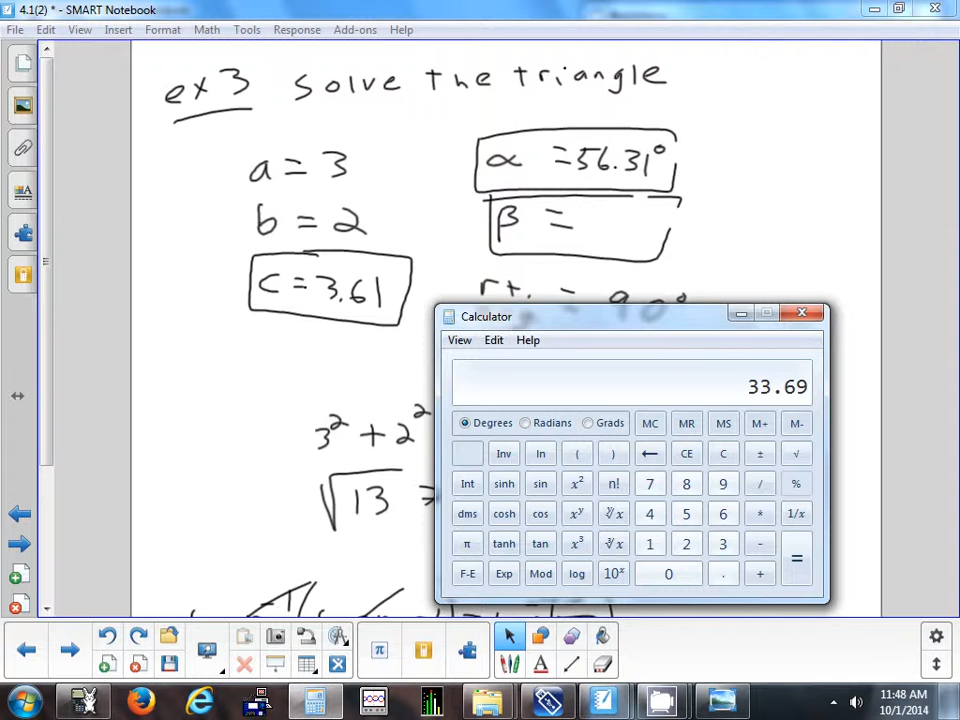 4.1(2) * - SMART Notebook
File Edit View Insert Format Math Tools Response Add-ons Help
ex 3 solve the triangle
a = 3
α = 56.31°
b = 2
β =
c = 3.61
rt. = 90°
Calculator
View Edit Help
33.69
Degrees Radians Grads MC MR MS M+ M-
Inv ln ( ) ← CE C ± √
Int sinh sin x² n! 7 8 9 / %
dms cosh cos xʸ ʸ√x 4 5 6 * 1/x
π tanh tan x³ ³√x 1 2 3 - =
F-E Exp Mod log 10ˣ 0 . +
3² + 2²
√13 =
11:48 AM
10/1/2014